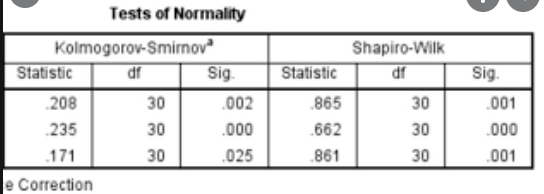 Tests of Normality
Kolmogorov-Smirnovᵃ Shapiro-Wilk
Statistic df Sig. Statistic df Sig.
.208 30 .002 .865 30 .001
.235 30 .000 .662 30 .000
.171 30 .025 .861 30 .001
e Correction